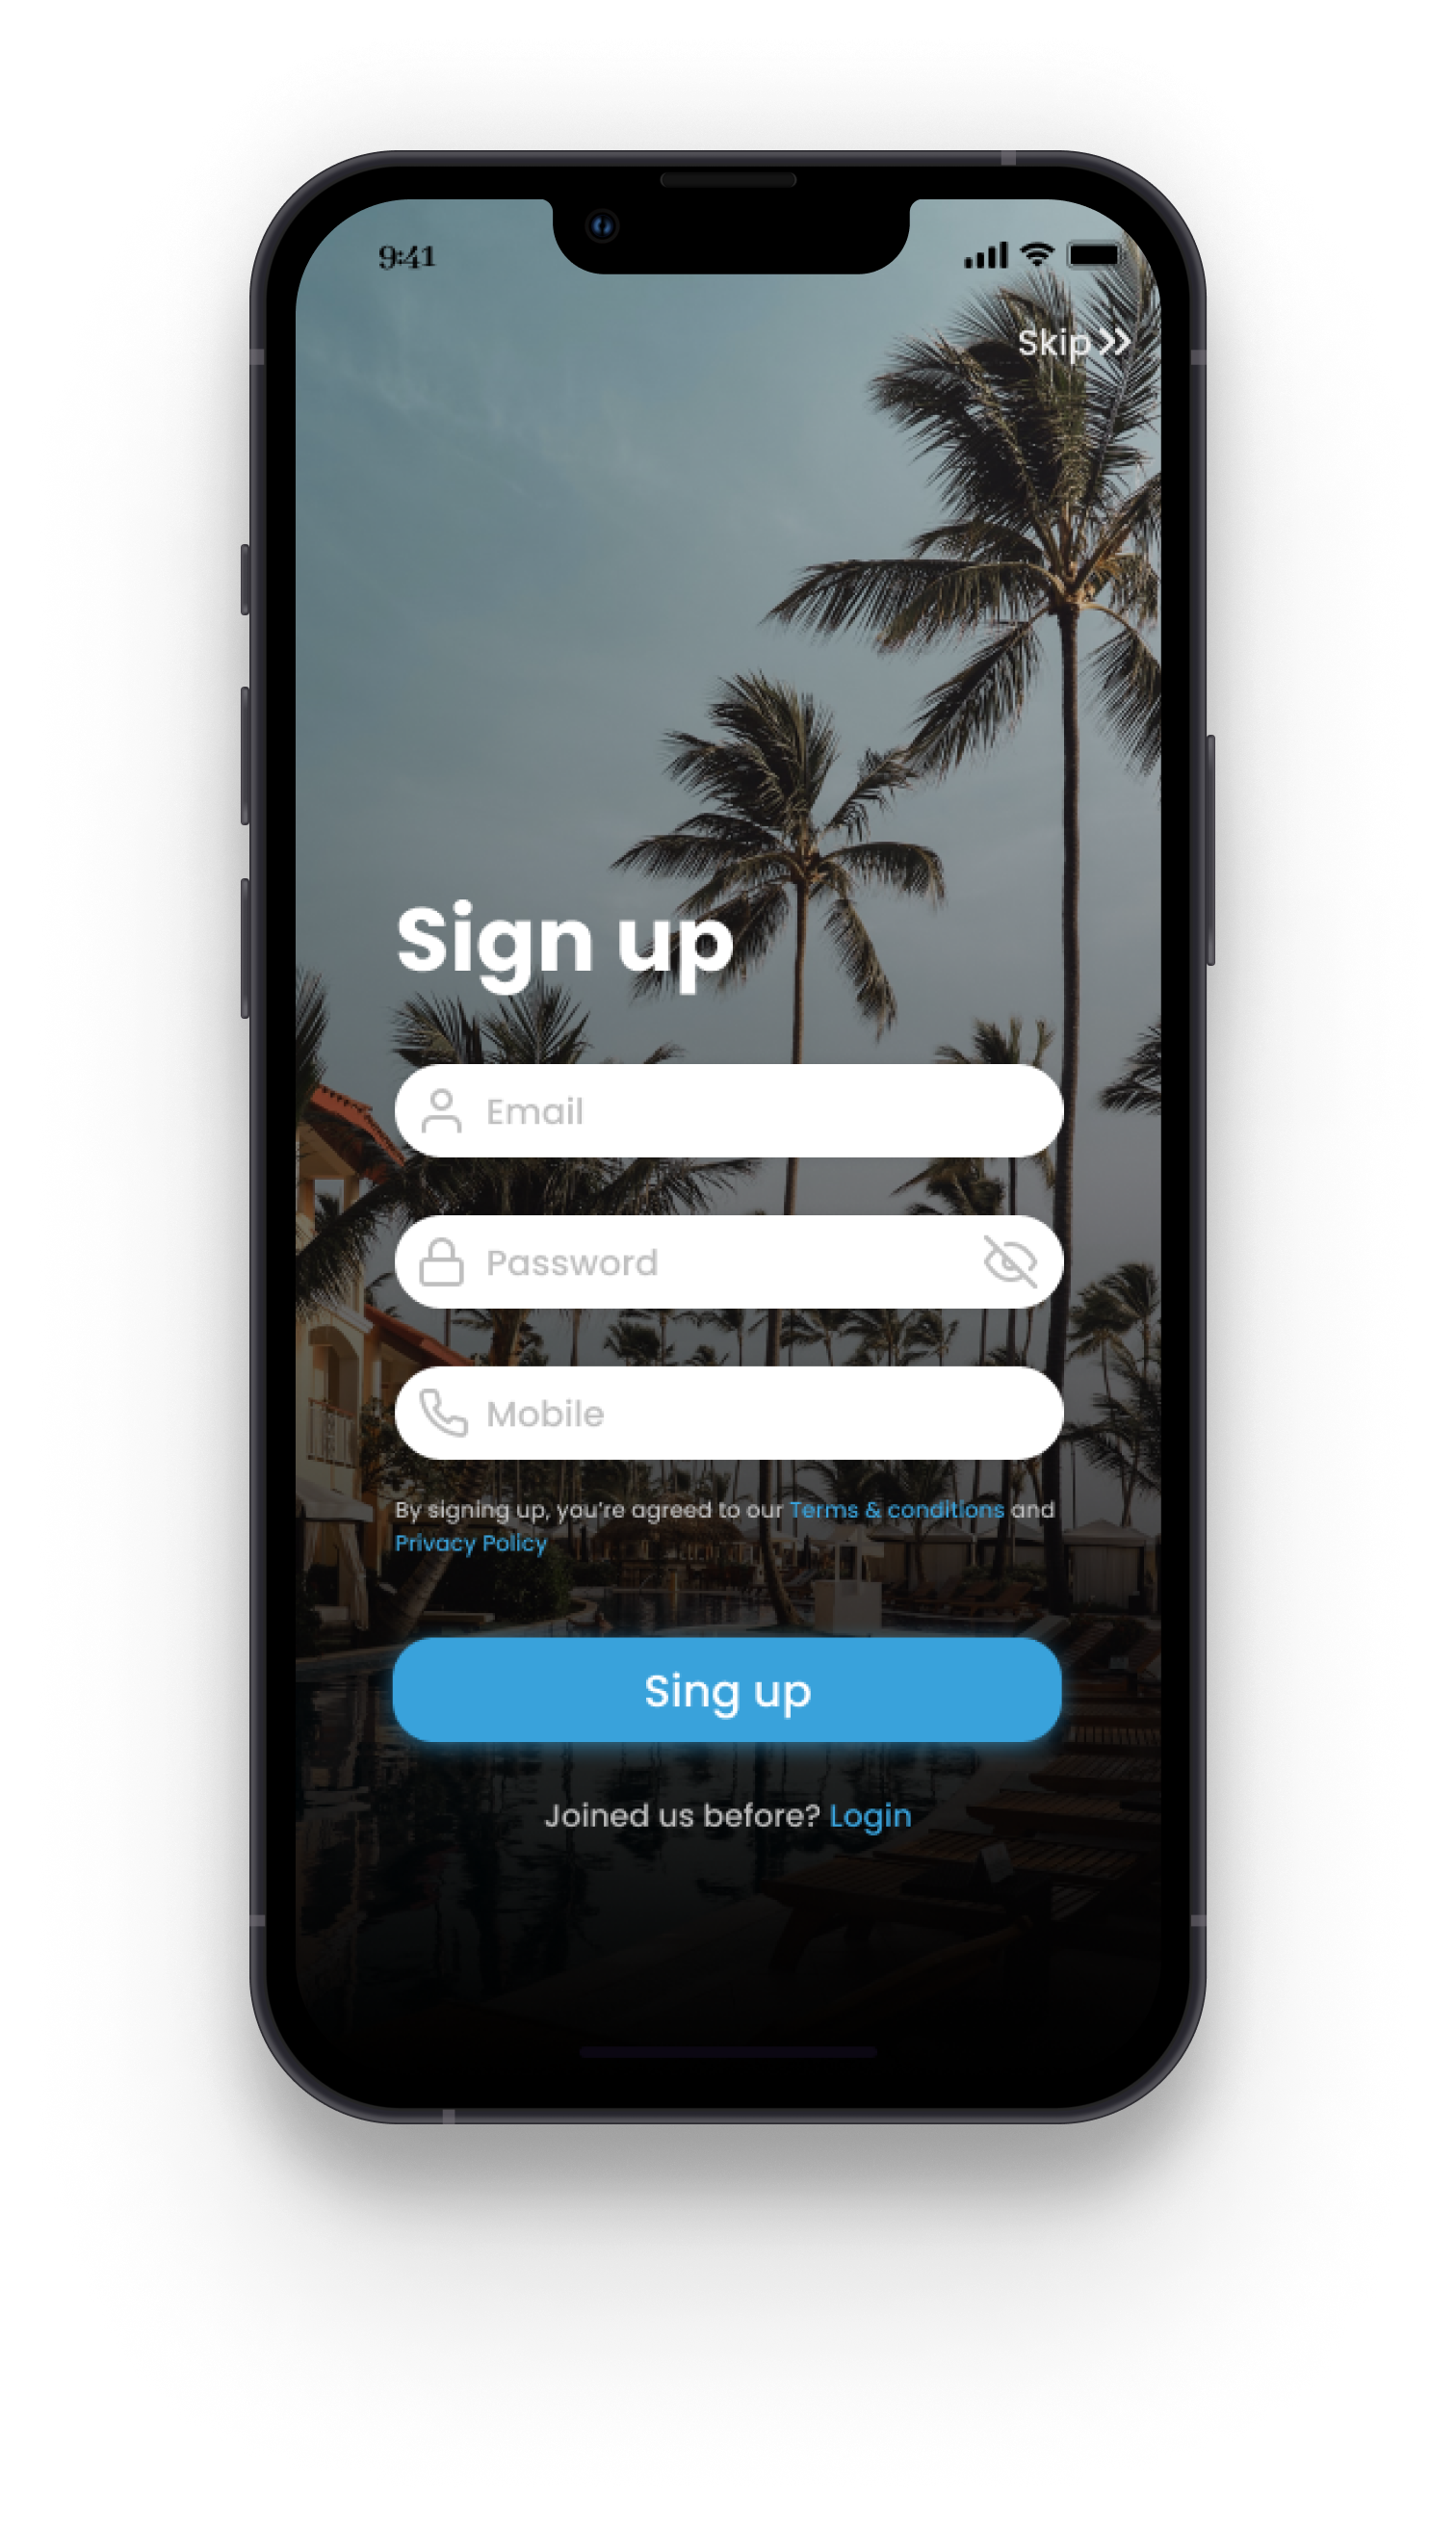 9:41
Skip
Sign up
Email
Password
Mobile
By signing up, you're agreed to our Terms & conditions and
Privacy Policy
Sing up
Joined us before? Login